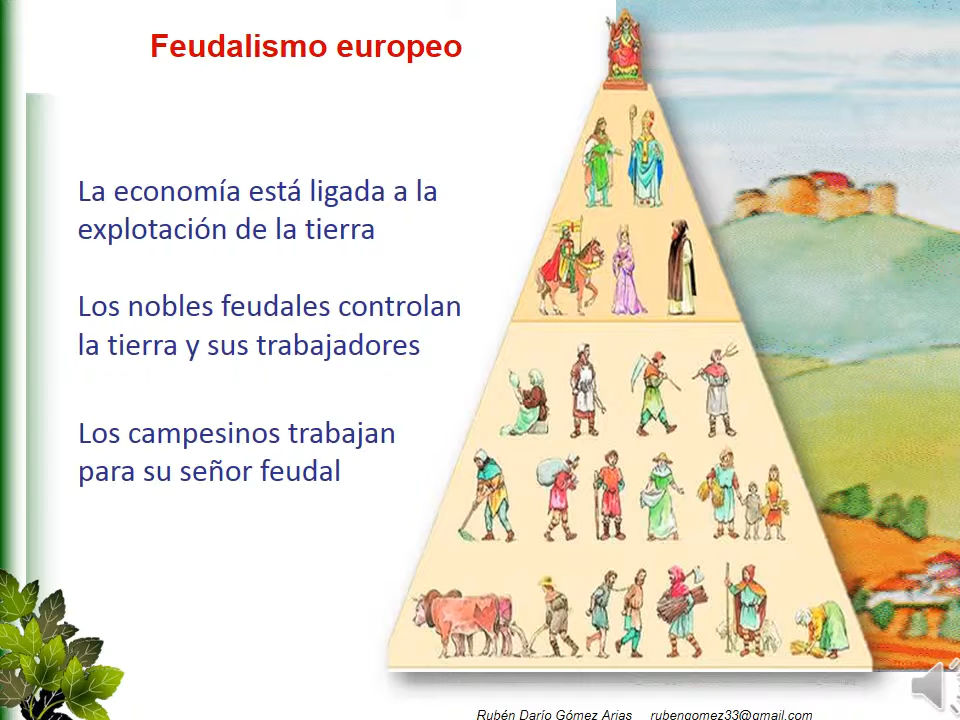 Feudalismo europeo
La economía está ligada a la
explotación de la tierra
Los nobles feudales controlan
la tierra y sus trabajadores
Los campesinos trabajan
para su señor feudal
Rubén Darío Gómez Arias rubengomez33@gmail.com